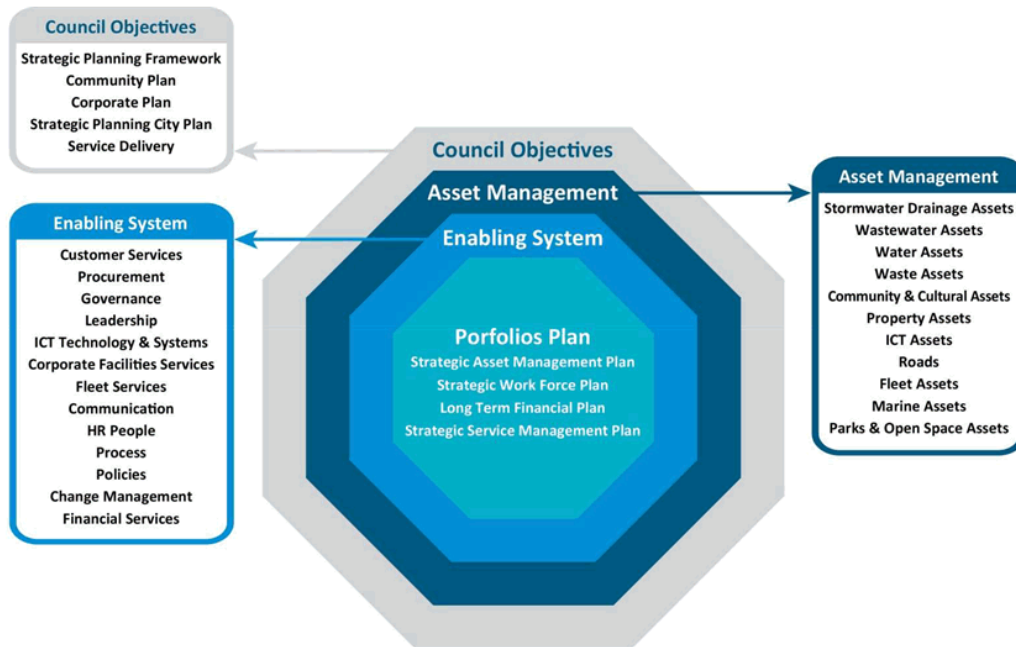 Council Objectives
Strategic Planning Framework
Community Plan
Corporate Plan
Strategic Planning City Plan
Service Delivery
Enabling System
Customer Services
Procurement
Governance
Leadership
ICT Technology & Systems
Corporate Facilities Services
Fleet Services
Communication
HR People
Process
Policies
Change Management
Financial Services
Council Objectives
Asset Management
Enabling System
Porfolios Plan
Strategic Asset Management Plan
Strategic Work Force Plan
Long Term Financial Plan
Strategic Service Management Plan
Asset Management
Stormwater Drainage Assets
Wastewater Assets
Water Assets
Waste Assets
Community & Cultural Assets
Property Assets
ICT Assets
Roads
Fleet Assets
Marine Assets
Parks & Open Space Assets